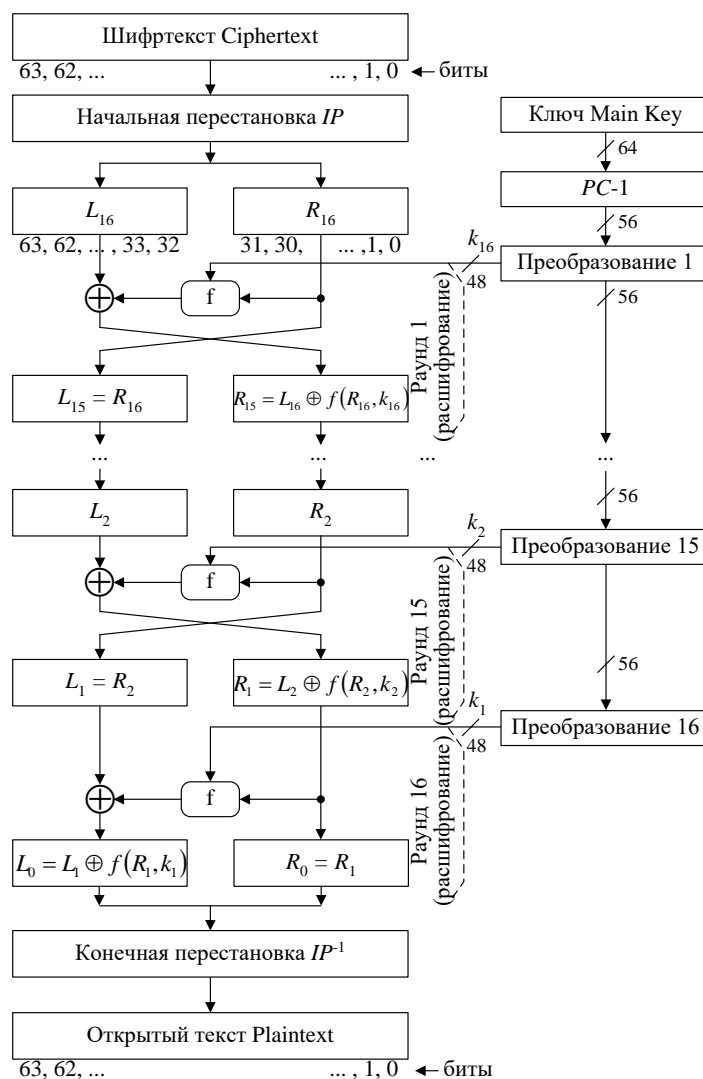 Шифртекст Ciphertext
63, 62, ... ... , 1, 0 биты
Начальная перестановка IP
Ключ Main Key
64
PC-1
56
L₁₆ R₁₆
63, 62, ... , 33, 32 31, 30, ... ,1, 0
k₁₆
48
Преобразование 1
f
56
Раунд 1
(расшифрование)
L₁₅ = R₁₆ R₁₅ = L₁₆ ⊕ f(R₁₆, k₁₆)
... ... ... ...
56
L₂ R₂
k₂
48
Преобразование 15
f
Раунд 15
(расшифрование)
56
L₁ = R₂ R₁ = L₂ ⊕ f(R₂, k₂)
k₁
48
Преобразование 16
f
Раунд 16
(расшифрование)
L₀ = L₁ ⊕ f(R₁, k₁) R₀ = R₁
Конечная перестановка IP⁻¹
Открытый текст Plaintext
63, 62, ... ... , 1, 0 биты